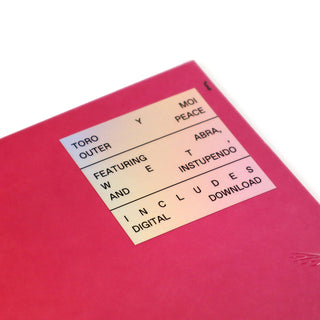 TORO Y MOI
OUTER PEACE
FEATURING ABRA,
W E T ,
AND INSTUPENDO
I N C L U D E S
DIGITAL DOWNLOAD